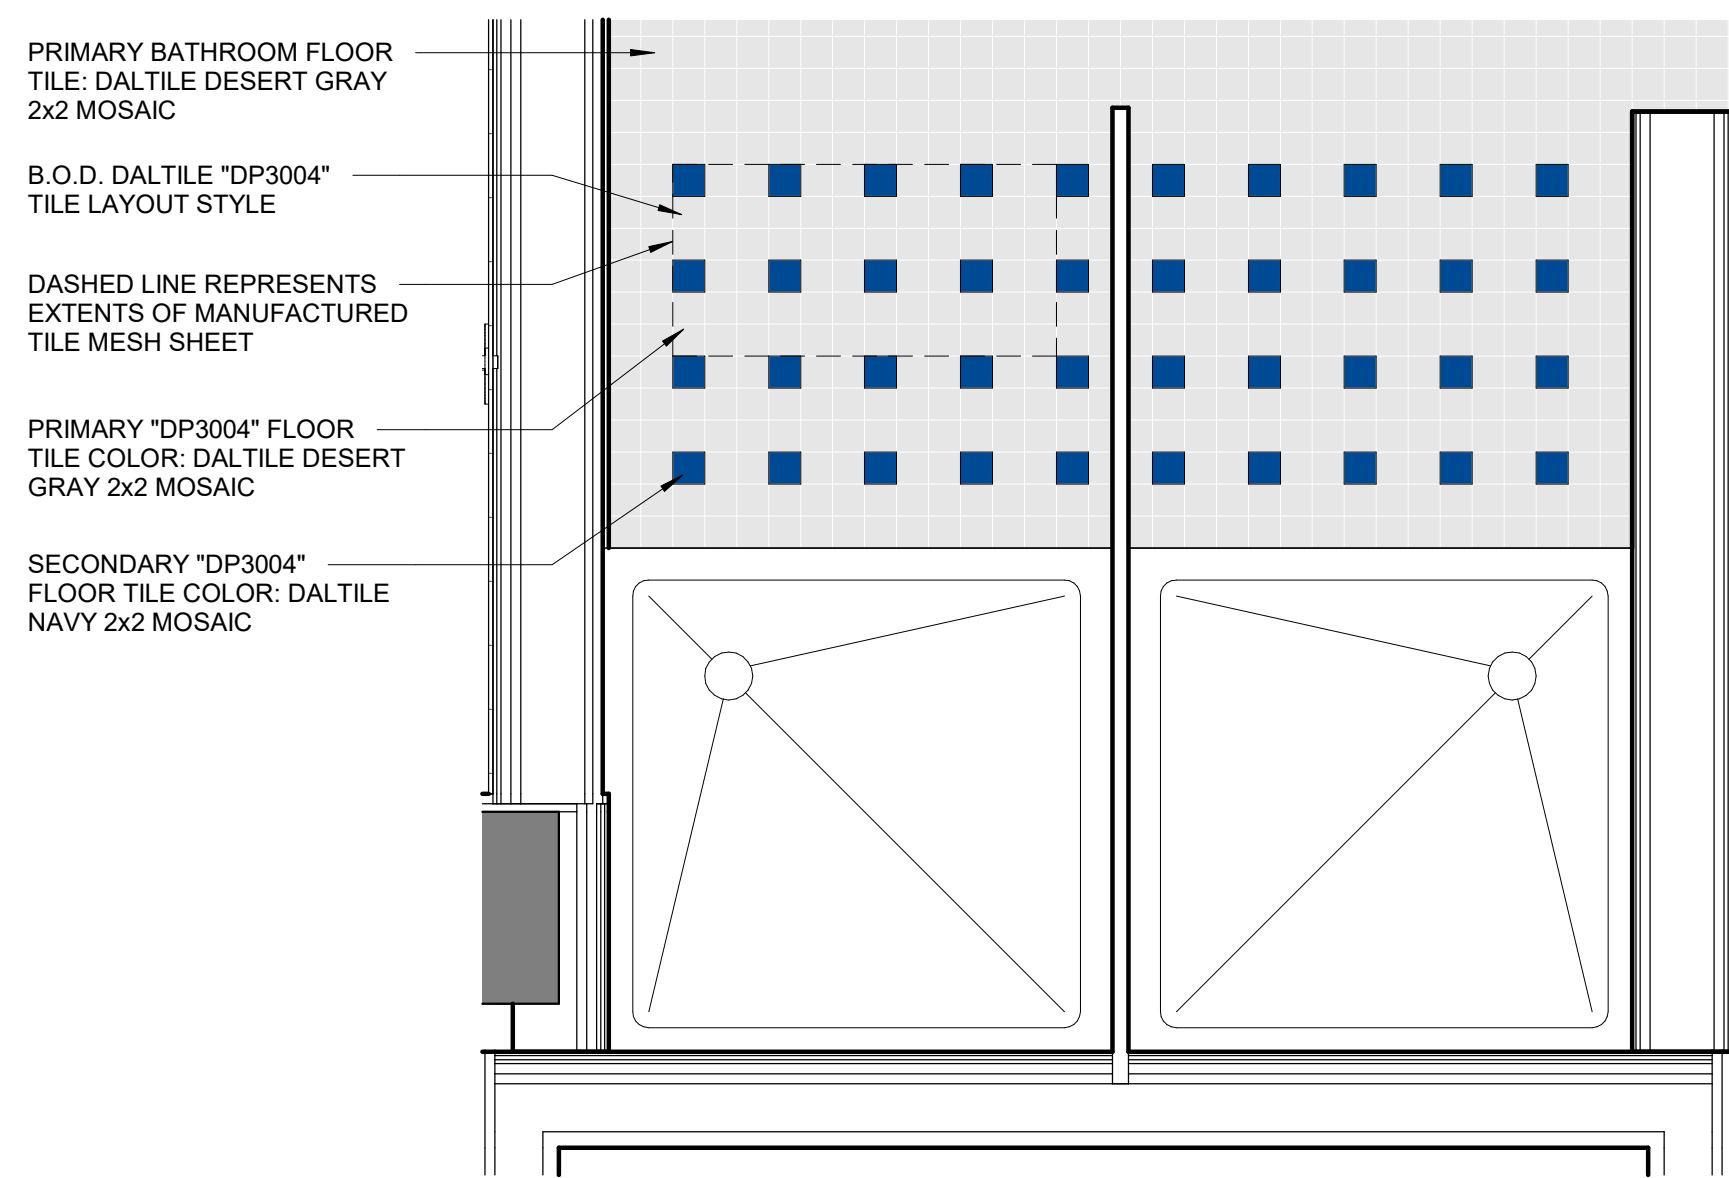 PRIMARY BATHROOM FLOOR
TILE: DALTILE DESERT GRAY
2x2 MOSAIC
B.O.D. DALTILE "DP3004"
TILE LAYOUT STYLE
DASHED LINE REPRESENTS
EXTENTS OF MANUFACTURED
TILE MESH SHEET
PRIMARY "DP3004" FLOOR
TILE COLOR: DALTILE DESERT
GRAY 2x2 MOSAIC
SECONDARY "DP3004"
FLOOR TILE COLOR: DALTILE
NAVY 2x2 MOSAIC